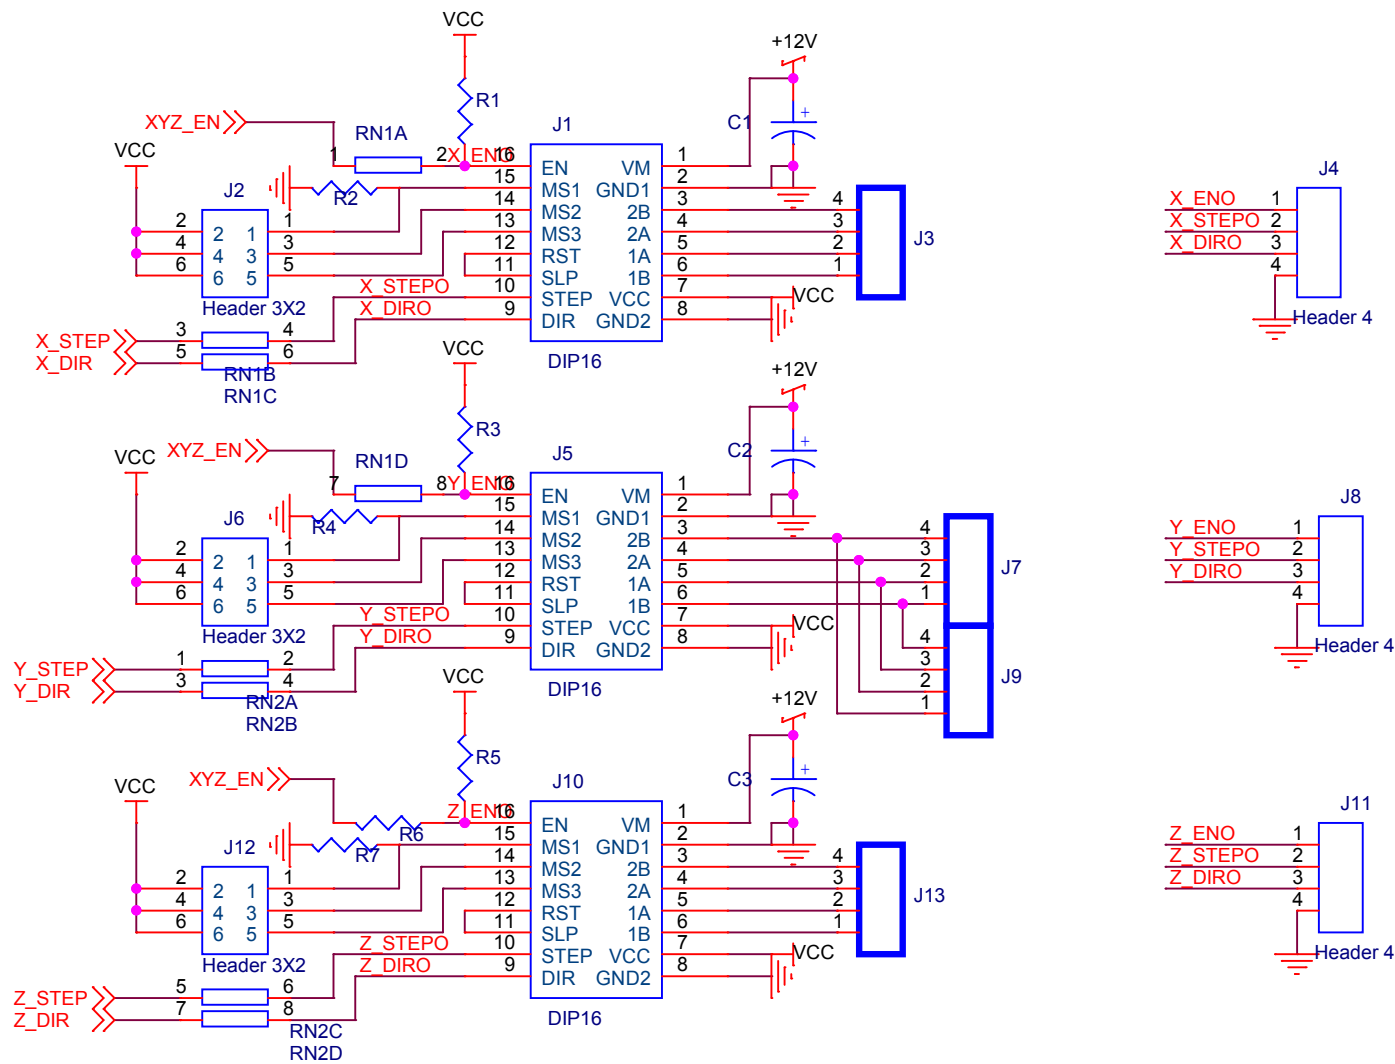 VCC
+12V
R1
C1
XYZ_EN
RN1A
J1
1
2
X_ENO
16
EN
VM
1
VCC
15
MS1
GND1
2
R2
J2
14
MS2
2B
3
4
2
2
1
1
13
MS3
2A
4
3
J3
4
4
3
3
12
RST
1A
5
2
6
6
5
5
11
SLP
1B
6
1
X_STEPO
10
STEP
VCC
7
VCC
Header 3X2
X_DIRO
9
DIR
GND2
8
X_STEP
3
4
X_DIR
5
6
RN1B
RN1C
DIP16
J4
X_ENO
1
X_STEPO
2
X_DIRO
3
4
Header 4
VCC
+12V
R3
C2
XYZ_EN
RN1D
J5
7
8
Y_ENO
16
EN
VM
1
VCC
15
MS1
GND1
2
R4
J6
14
MS2
2B
3
4
2
2
1
1
13
MS3
2A
4
3
J7
4
4
3
3
12
RST
1A
5
2
6
6
5
5
11
SLP
1B
6
1
Y_STEPO
10
STEP
VCC
7
VCC
Header 3X2
Y_DIRO
9
DIR
GND2
8
4
3
J9
2
1
Y_STEP
1
2
Y_DIR
3
4
RN2A
RN2B
DIP16
J8
Y_ENO
1
Y_STEPO
2
Y_DIRO
3
4
Header 4
VCC
+12V
R5
C3
XYZ_EN
J10
R6
Z_ENO
16
EN
VM
1
VCC
15
MS1
GND1
2
R7
J12
14
MS2
2B
3
4
2
2
1
1
13
MS3
2A
4
3
J13
4
4
3
3
12
RST
1A
5
2
6
6
5
5
11
SLP
1B
6
1
Z_STEPO
10
STEP
VCC
7
VCC
Header 3X2
Z_DIRO
9
DIR
GND2
8
Z_STEP
5
6
Z_DIR
7
8
RN2C
RN2D
DIP16
J11
Z_ENO
1
Z_STEPO
2
Z_DIRO
3
4
Header 4